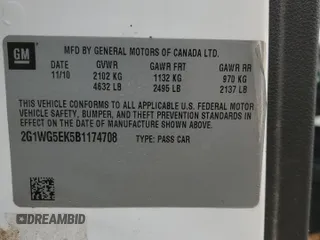 GM
MFD BY GENERAL MOTORS OF CANADA LTD.
DATE GVWR GAWR FRT GAWR RR
11/10 2102 KG 1132 KG 970 KG
4632 LB 2495 LB 2137 LB
THIS VEHICLE CONFORMS TO ALL APPLICABLE U.S. FEDERAL MOTOR
VEHICLE SAFETY, BUMPER, AND THEFT PREVENTION STANDARDS
IN EFFECT ON THE DATE OF MANUFACTURE SHOWN ABOVE.
2G1WG5EK5B1174708 TYPE: PASS CAR
DREAMBID